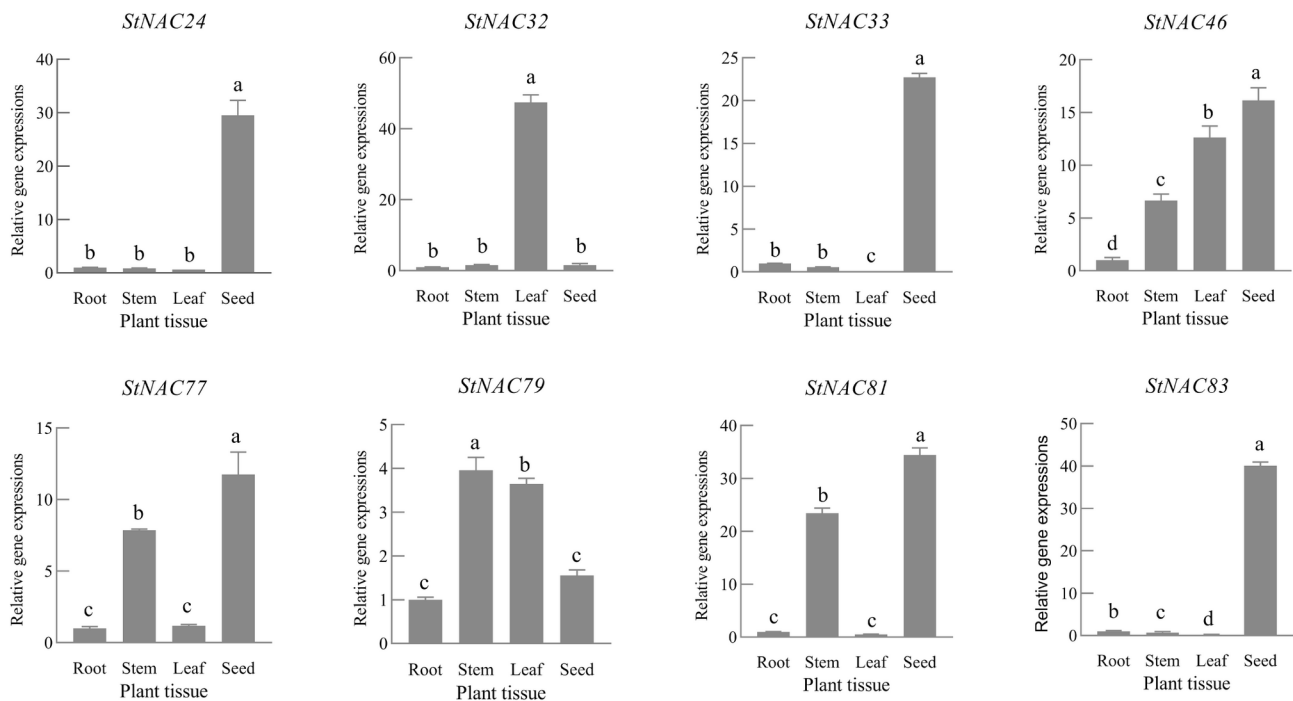 StNAC24
Relative gene expressions
40
30
20
10
0
a
b b b
Root Stem Leaf Seed
Plant tissue
StNAC32
Relative gene expressions
60
40
20
0
a
b b b
Root Stem Leaf Seed
Plant tissue
StNAC33
Relative gene expressions
25
20
15
10
5
0
a
b b c
Root Stem Leaf Seed
Plant tissue
StNAC46
Relative gene expressions
20
15
10
5
0
d c b a
Root Stem Leaf Seed
Plant tissue
StNAC77
Relative gene expressions
15
10
5
0
c b c a
Root Stem Leaf Seed
Plant tissue
StNAC79
Relative gene expressions
5
4
3
2
1
0
c a b c
Root Stem Leaf Seed
Plant tissue
StNAC81
Relative gene expressions
40
30
20
10
0
c b c a
Root Stem Leaf Seed
Plant tissue
StNAC83
Relative gene expressions
50
40
30
20
10
0
b c d a
Root Stem Leaf Seed
Plant tissue